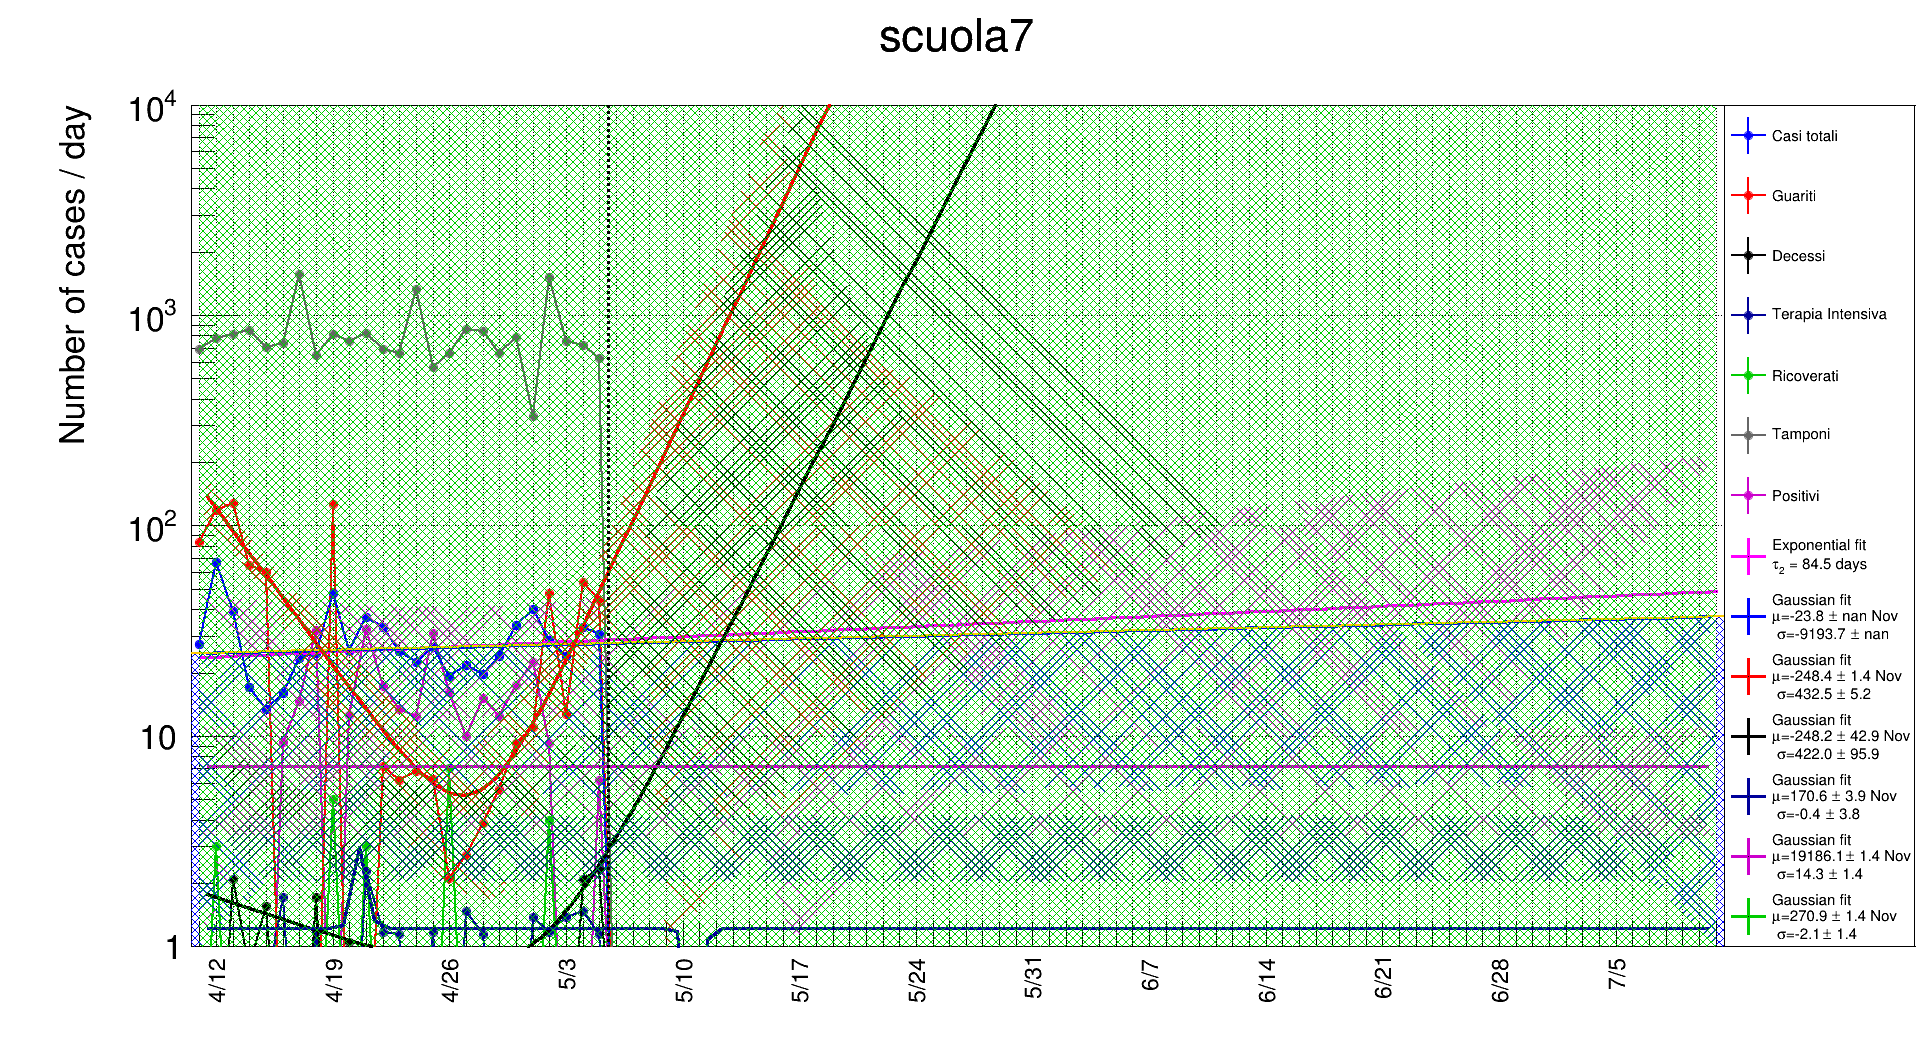 scuola7
Number of cases / day
10^4
10^3
10^2
10
1
4/12
4/19
4/26
5/3
5/10
5/17
5/24
5/31
6/7
6/14
6/21
6/28
7/5
Casi totali
Guariti
Decessi
Terapia Intensiva
Ricoverati
Tamponi
Positivi
Exponential fit
τ₂ = 84.5 days
Gaussian fit
μ=-23.8 ± nan Nov
σ=-9193.7 ± nan
Gaussian fit
μ=-248.4 ± 1.4 Nov
σ=432.5 ± 5.2
Gaussian fit
μ=-248.2 ± 42.9 Nov
σ=422.0 ± 95.9
Gaussian fit
μ=170.6 ± 3.9 Nov
σ=-0.4 ± 3.8
Gaussian fit
μ=19186.1 ± 1.4 Nov
σ=14.3 ± 1.4
Gaussian fit
μ=270.9 ± 1.4 Nov
σ=-2.1 ± 1.4